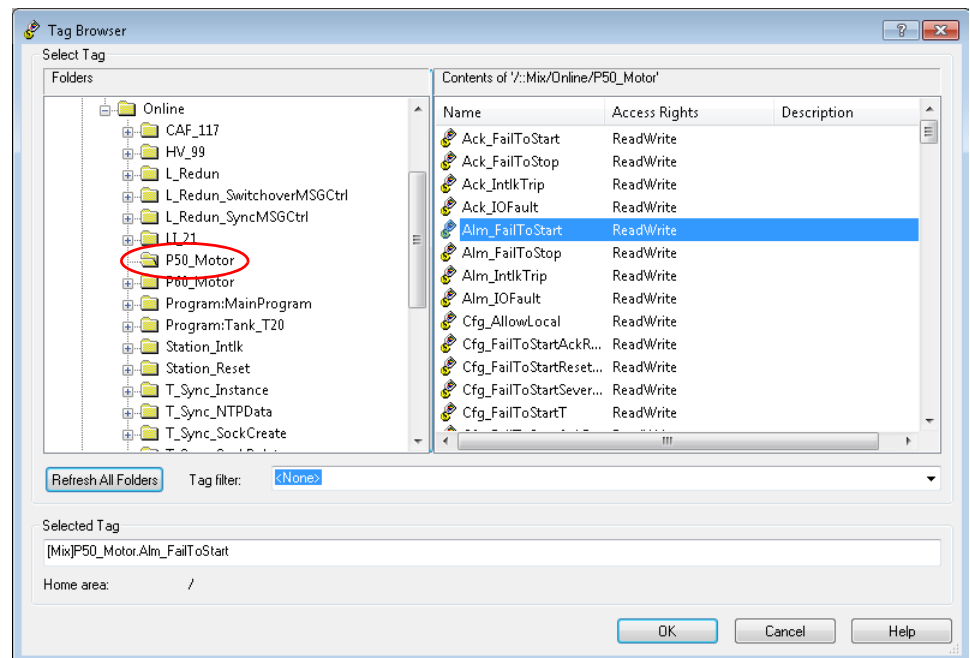 Tag Browser
Select Tag
Folders
Contents of '/::Mix/Online/P50_Motor'
Online
CAF_117
HV_99
L_Redun
L_Redun_SwitchoverMSGCtrl
L_Redun_SyncMSGCtrl
LI_21
P50_Motor
P60_Motor
Program:MainProgram
Program:Tank_T20
Station_Intlk
Station_Reset
T_Sync_Instance
T_Sync_NTPData
T_Sync_SockCreate
Name Access Rights Description
Ack_FailToStart ReadWrite
Ack_FailToStop ReadWrite
Ack_IntlkTrip ReadWrite
Ack_IOFault ReadWrite
Alm_FailToStart ReadWrite
Alm_FailToStop ReadWrite
Alm_IntlkTrip ReadWrite
Alm_IOFault ReadWrite
Cfg_AllowLocal ReadWrite
Cfg_FailToStartAckR... ReadWrite
Cfg_FailToStartReset... ReadWrite
Cfg_FailToStartSever... ReadWrite
Cfg_FailToStartT ReadWrite
Refresh All Folders Tag filter: <None>
Selected Tag
[Mix]P50_Motor.Alm_FailToStart
Home area: /
OK Cancel Help